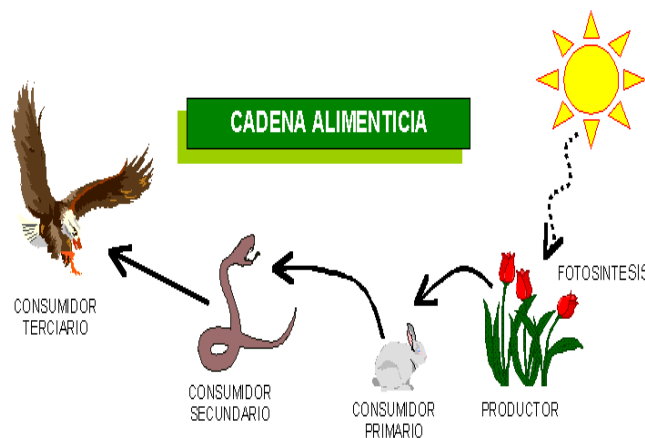 CADENA ALIMENTICIA
FOTOSINTESIS
CONSUMIDOR
TERCIARIO
CONSUMIDOR
SECUNDARIO
CONSUMIDOR
PRIMARIO
PRODUCTOR